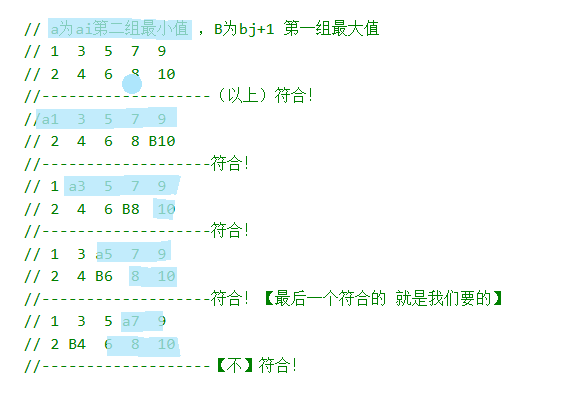 // a为ai第二组最小值 ，B为bj+1 第一组最大值
// 1  3  5  7  9
// 2  4  6  8  10
//-------------------（以上）符合!
//a1  3  5  7  9
// 2  4  6  8 B10
//-------------------符合!
// 1 a3  5  7  9
// 2  4  6 B8  10
//-------------------符合!
// 1  3 a5  7  9
// 2  4 B6  8  10
//-------------------符合! 【最后一个符合的 就是我们要的】
// 1  3  5 a7  9
// 2 B4  6  8  10
//-------------------【不】符合!